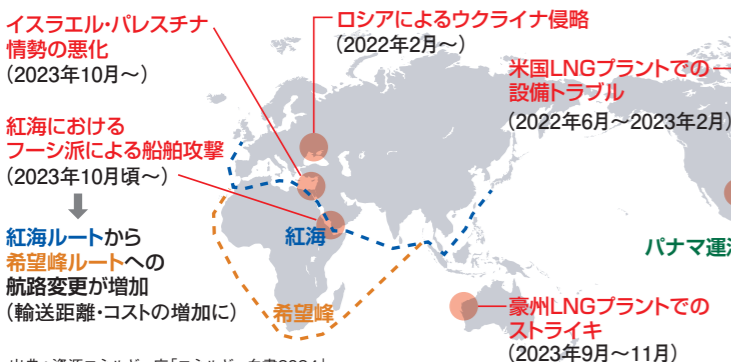 イスラエル・パレスチナ
情勢の悪化
(2023年10月〜)
ロシアによるウクライナ侵略
(2022年2月〜)
米国LNGプラントでの
設備トラブル
(2022年6月〜2023年2月)
紅海における
フーシ派による船舶攻撃
(2023年10月頃〜)
紅海ルートから
希望峰ルートへの
航路変更が増加
(輸送距離・コストの増加に)
紅海
希望峰
パナマ運
豪州LNGプラントでの
ストライキ
(2023年9月〜11月)